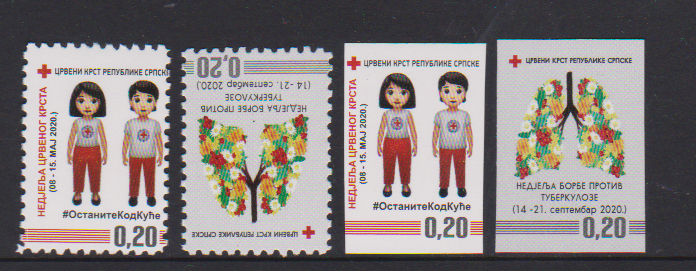 ЦРВЕНИ КРСТ РЕПУБЛИКЕ СРПСКЕ
НЕДЈЕЉА ЦРВЕНОГ КРСТА
(08 - 15. МАЈ 2020.)
#ОстаниteКодКуће
0,20
ЦРВЕНИ КРСТ РЕПУБЛИКЕ СРПСКЕ
НЕДЈЕЉА БОРБЕ ПРОТИВ
ТУБЕРКУЛОЗЕ
(14 -21. септембар 2020.)
0,20
ЦРВЕНИ КРСТ РЕПУБЛИКЕ СРПСКЕ
НЕДЈЕЉА ЦРВЕНОГ КРСТА
(08 - 15. МАЈ 2020.)
#ОстаниteКодКуће
0,20
ЦРВЕНИ КРСТ РЕПУБЛИКЕ СРПСКЕ
НЕДЈЕЉА БОРБЕ ПРОТИВ
ТУБЕРКУЛОЗЕ
(14 -21. септембар 2020.)
0,20